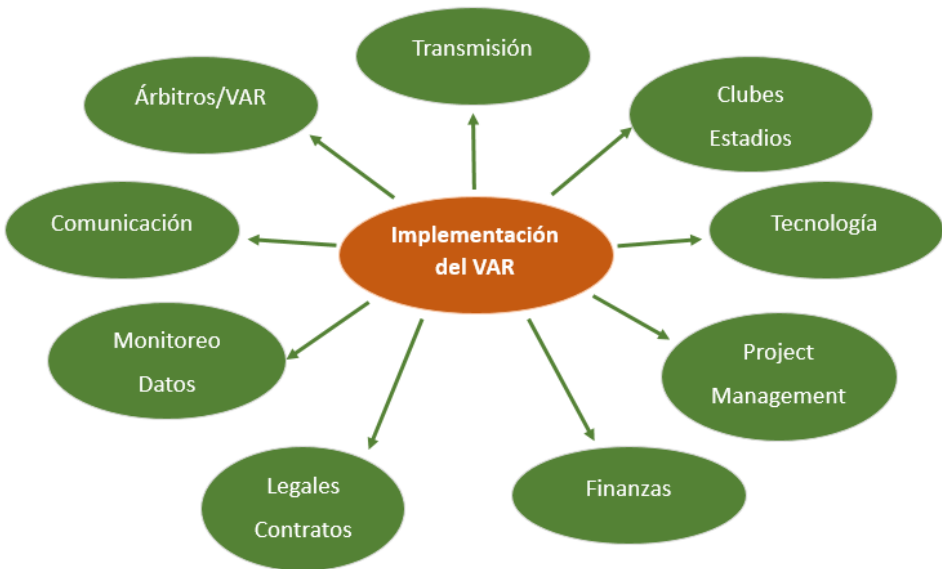 Transmisión
Árbitros/VAR
Clubes
Estadios
Comunicación
Implementación
del VAR
Tecnología
Monitoreo
Datos
Project
Management
Legales
Contratos
Finanzas